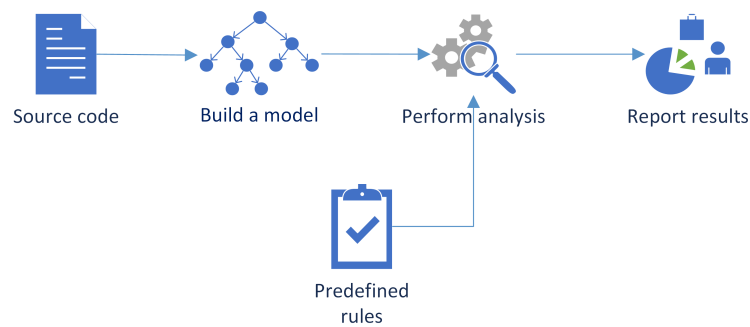 Source code
Build a model
Perform analysis
Report results
Predefined
rules